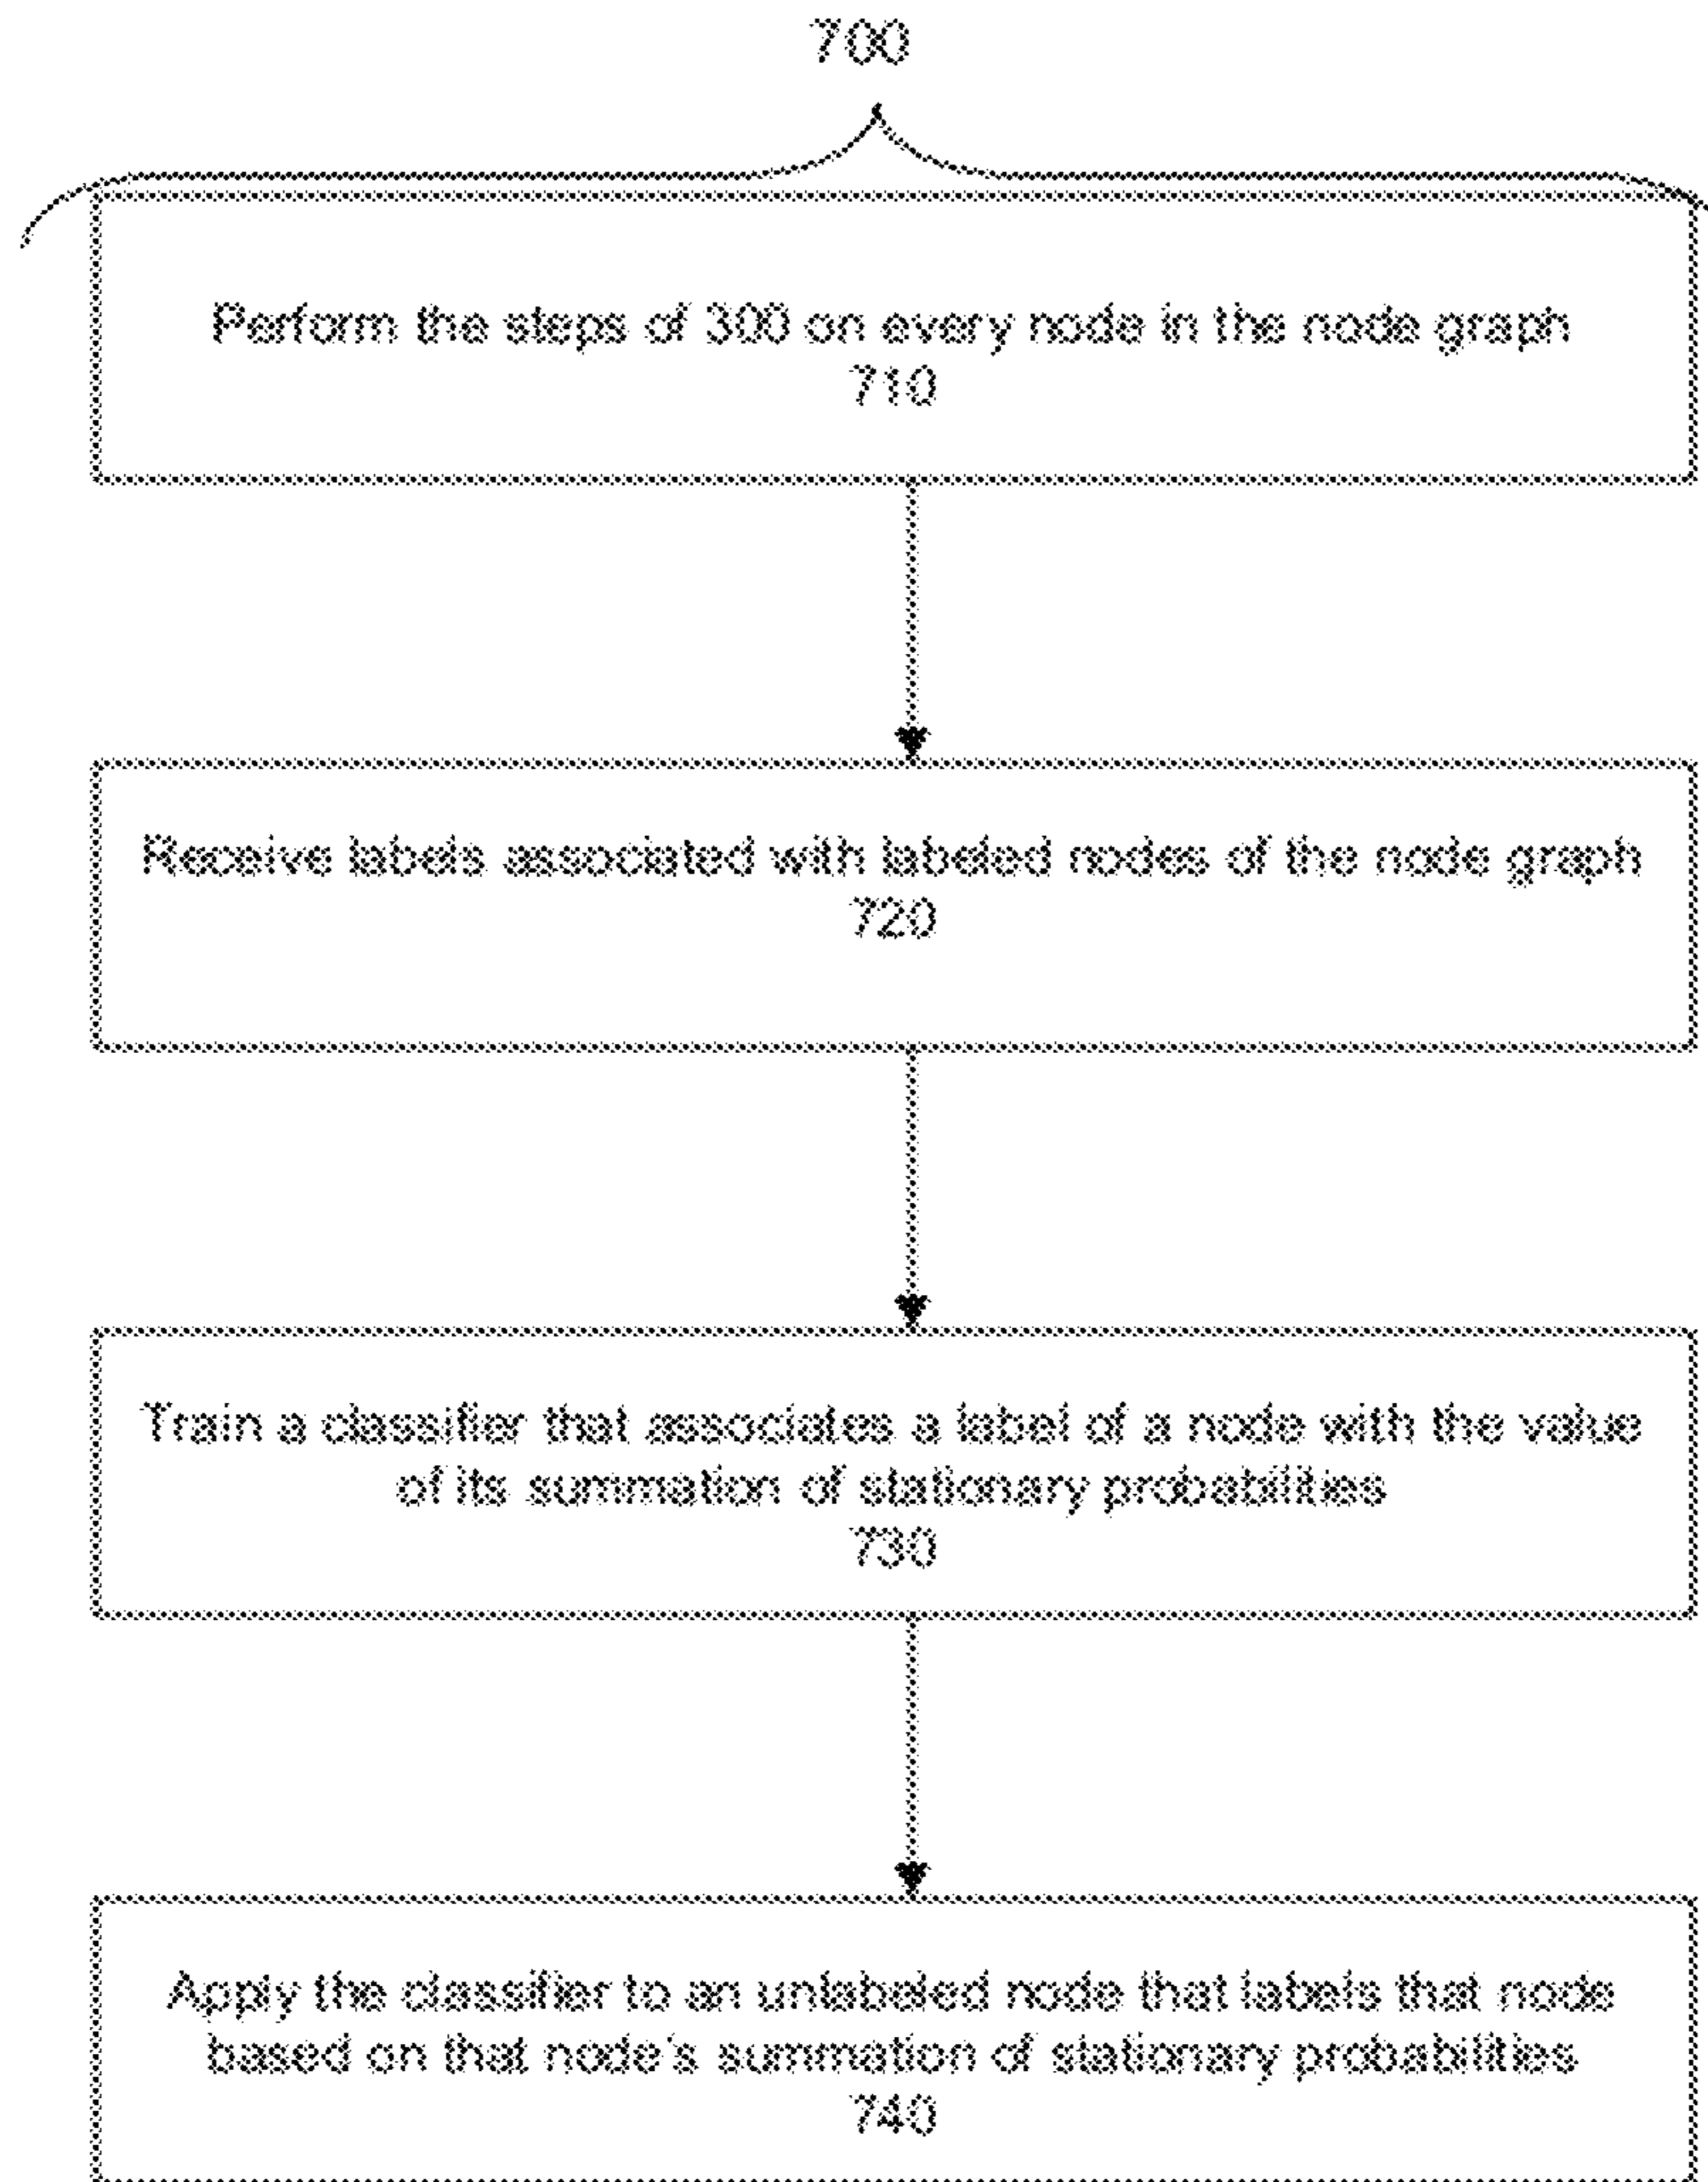 700
Perform the steps of 300 on every node in the node graph
710
Receive labels associated with labeled nodes of the node graph
720
Train a classifier that associates a label of a node with the value
of its summation of stationary probabilities
730
Apply the classifier to an unlabeled node that labels that node
based on that node's summation of stationary probabilities
740